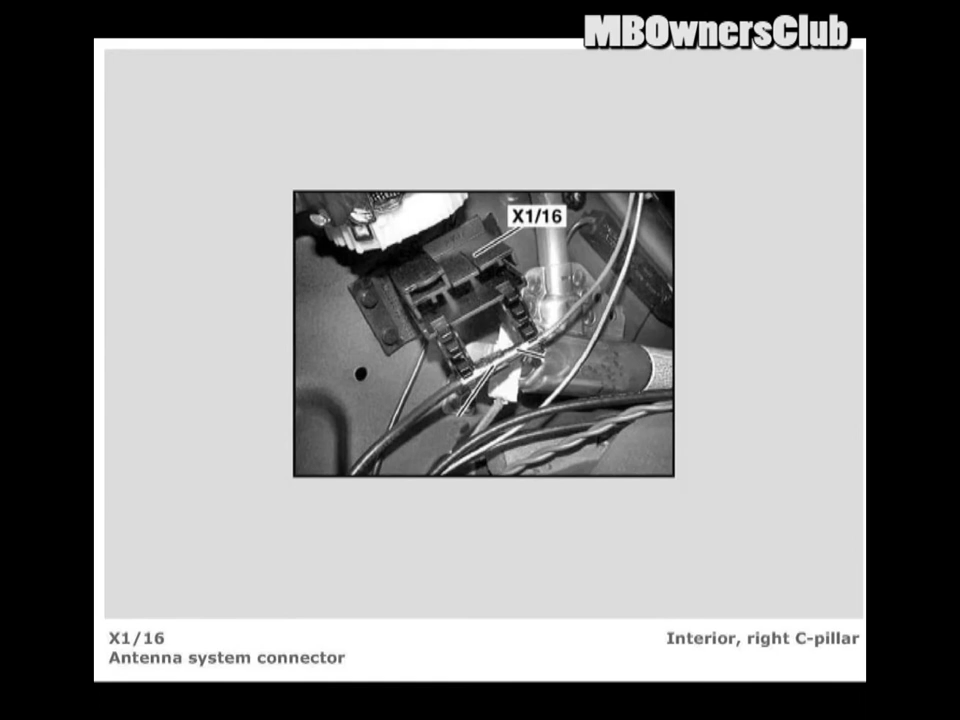 MBOwnersClub
X1/16
X1/16
Antenna system connector
Interior, right C-pillar